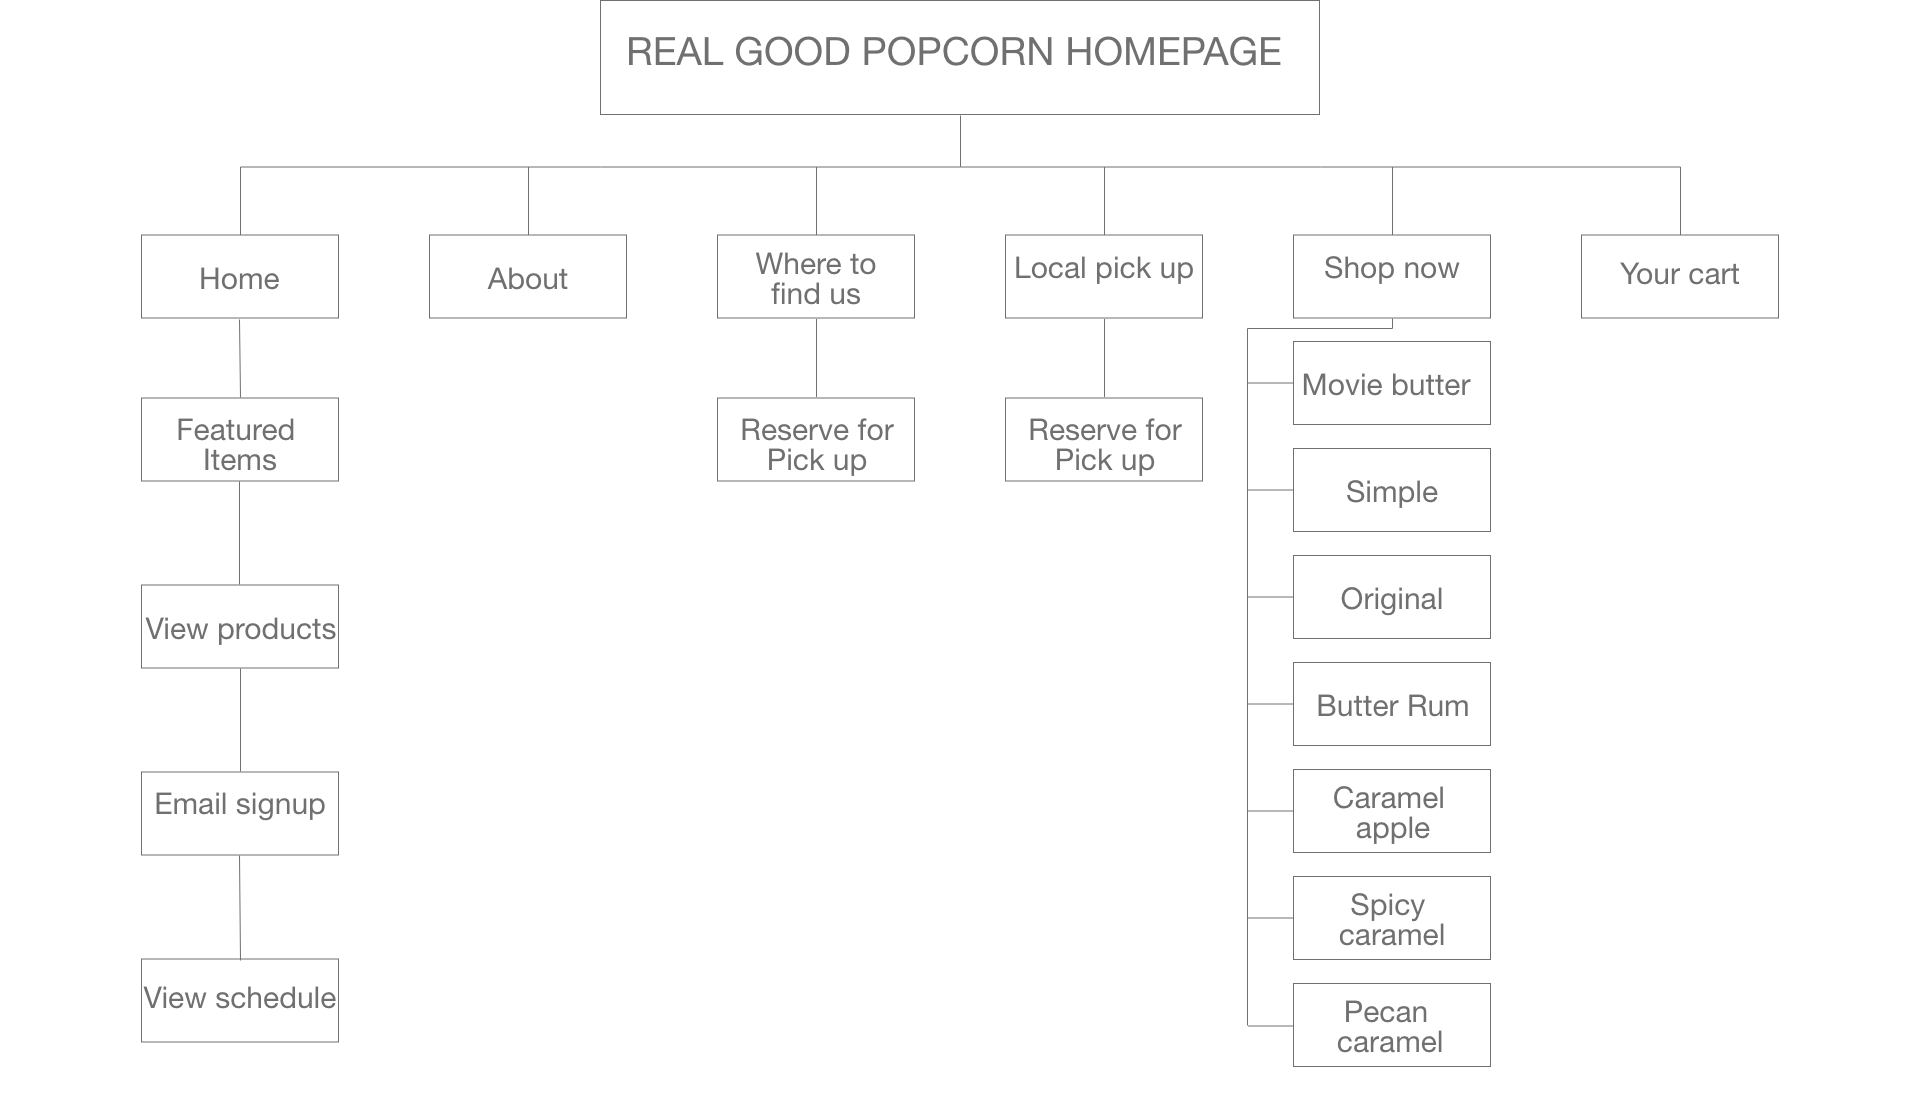 REAL GOOD POPCORN HOMEPAGE
Home
About
Where to
find us
Local pick up
Shop now
Your cart
Featured
Items
View products
Email signup
View schedule
Reserve for
Pick up
Reserve for
Pick up
Movie butter
Simple
Original
Butter Rum
Caramel
apple
Spicy
caramel
Pecan
caramel